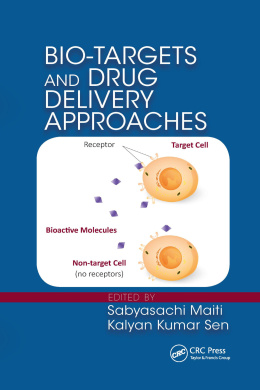 BIO-TARGETS
AND DRUG
DELIVERY
APPROACHES
Receptor
Target Cell
Bioactive Molecules
Non-target Cell
(no receptors)
EDITED BY
Sabyasachi Maiti
Kalyan Kumar Sen
CRC
CRC Press
Taylor & Francis Group